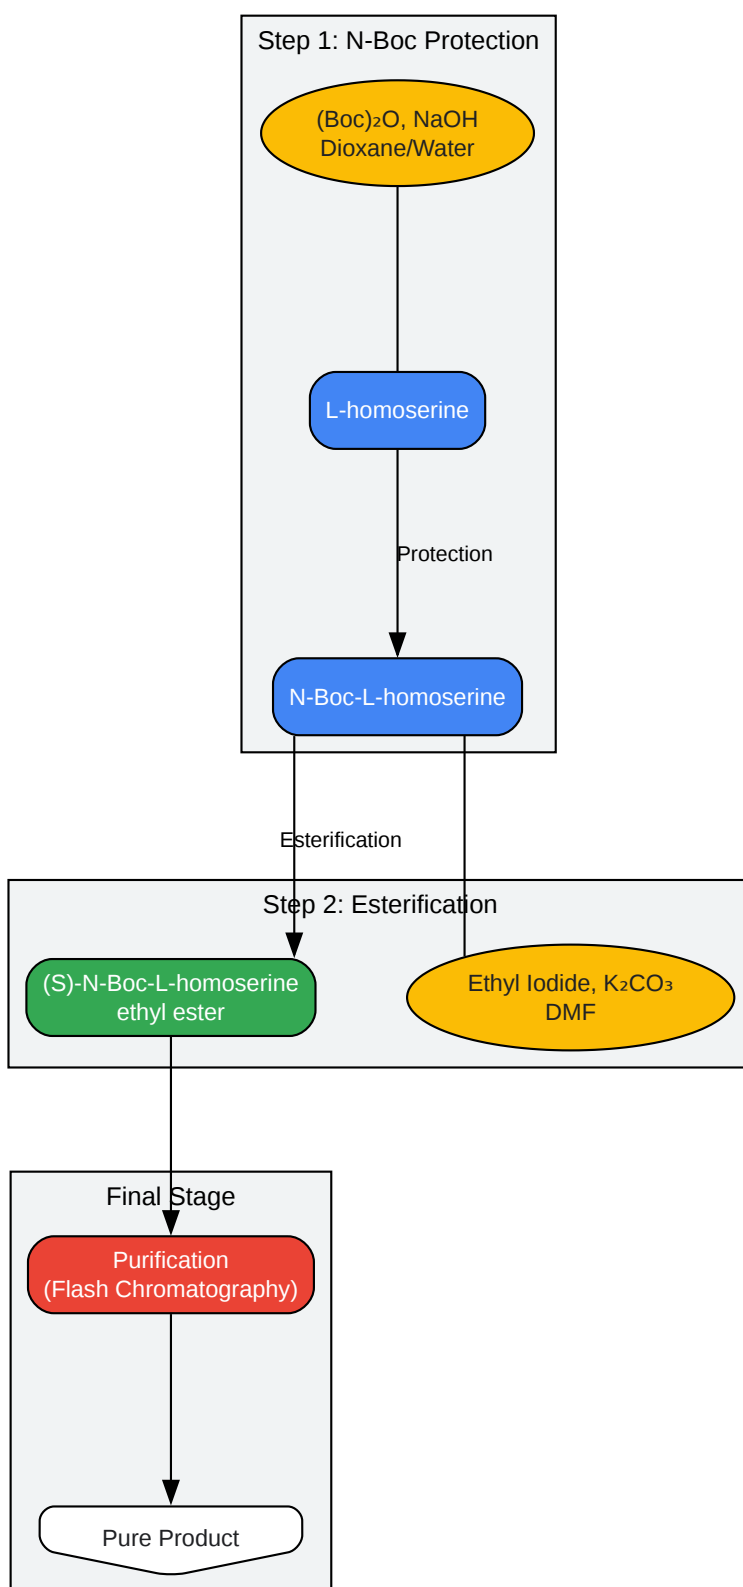 Step 1: N-Boc Protection
(Boc)₂O, NaOH
Dioxane/Water
L-homoserine
Protection
N-Boc-L-homoserine
Esterification
Step 2: Esterification
(S)-N-Boc-L-homoserine
ethyl ester
Ethyl Iodide, K₂CO₃
DMF
Final Stage
Purification
(Flash Chromatography)
Pure Product